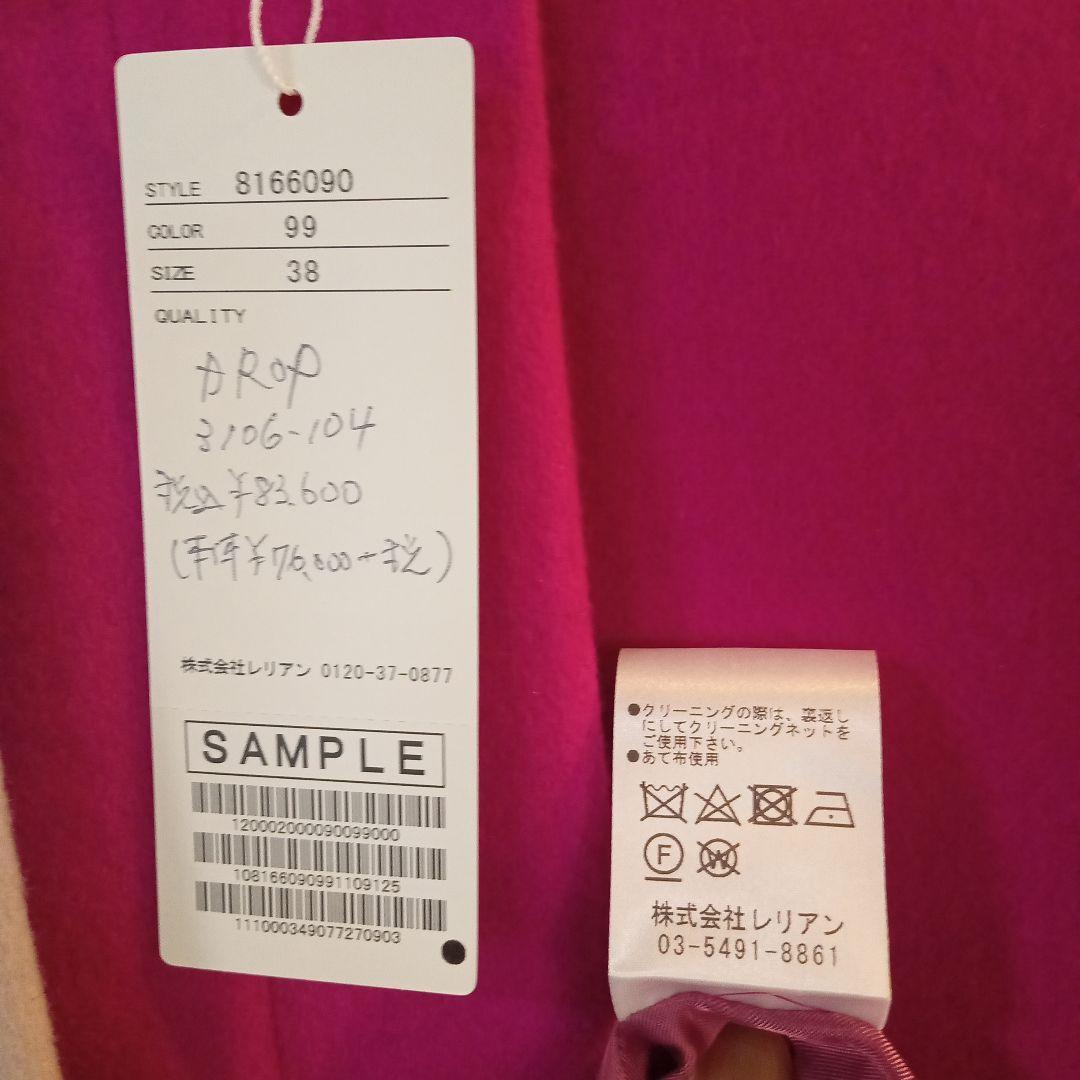 STYLE 8166090
COLOR 99
SIZE 38
QUALITY
DROP
3106-104
税込¥83,600
(本体¥76,000+税)
株式会社レリアン 0120-37-0877
SAMPLE
120002000090099000
108166090991109125
111000349077270903
●クリーニングの際は、裏返し
にしてクリーニングネットを
ご使用下さい。
●あて布使用
F
W
株式会社レリアン
03-5491-8861